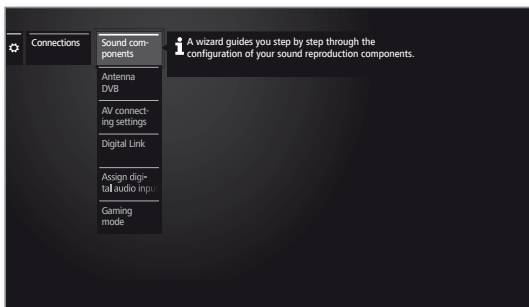 Connections
Sound com-
ponents
A wizard guides you step by step through the
configuration of your sound reproduction components.
Antenna
DVB
AV connect-
ing settings
Digital Link
Assign digi-
tal audio inpu
Gaming
mode